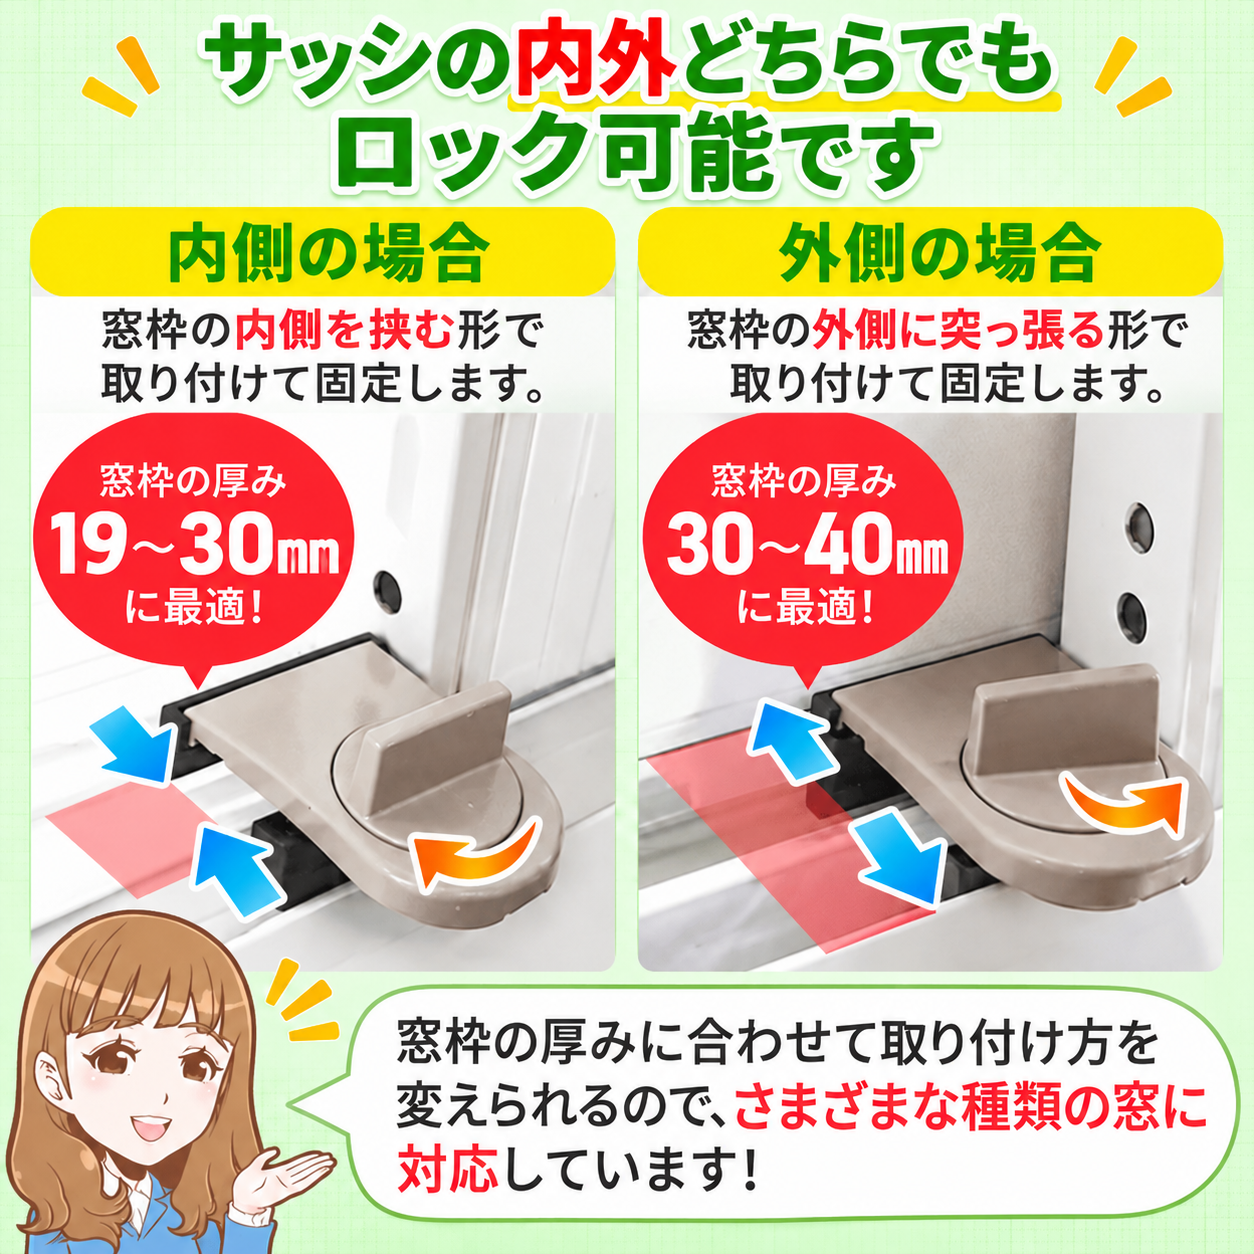 サッシの内外どちらでも
ロック可能です
内側の場合
窓枠の内側を挟む形で
取り付けて固定します。
窓枠の厚み
19～30㎜
に最適！
外側の場合
窓枠の外側に突っ張る形で
取り付けて固定します。
窓枠の厚み
30～40㎜
に最適！
窓枠の厚みに合わせて取り付け方を
変えられるので、さまざまな種類の窓に
対応しています！